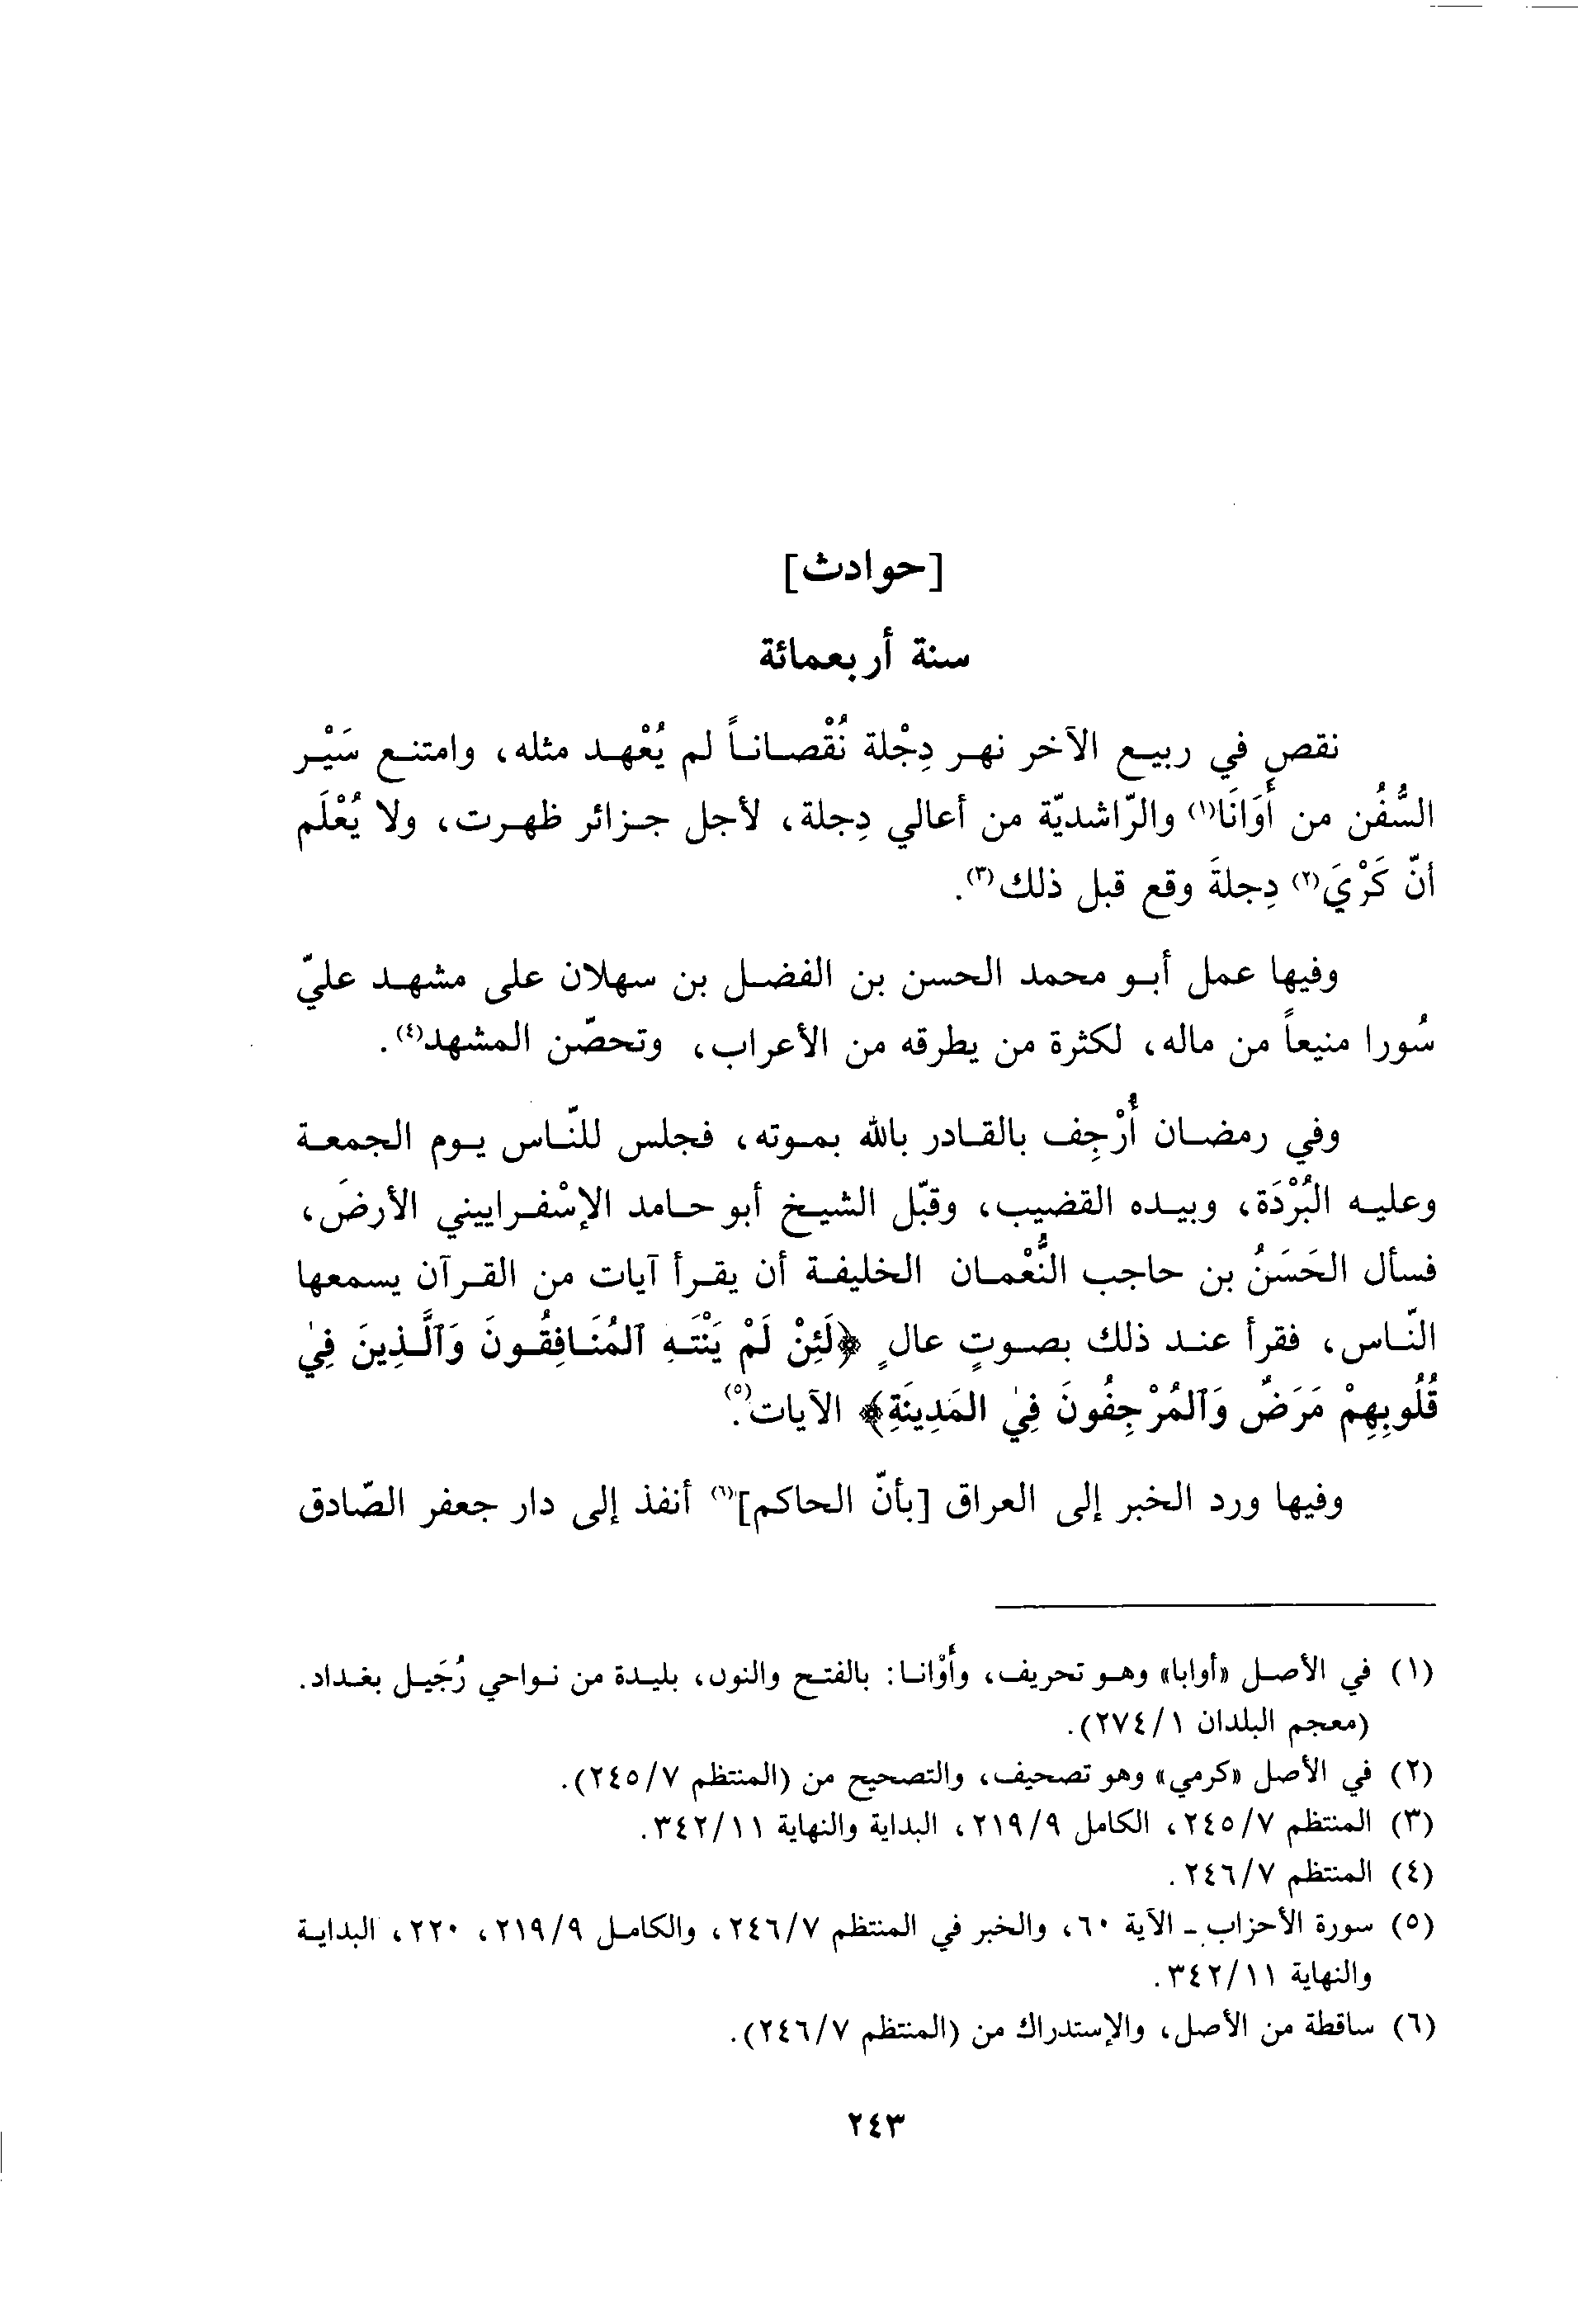 [حوادث]
سنة أربعمائة
نقص في ربيع الآخر نهر دِجْلة نُقْصاناً لم يُعْهد مثله، وامتنع سَيْر
السُّفُن من أَوَانَا(١) والرّاشديّة من أعالي دِجلة، لأجل جزائر ظهرت، ولا يُعْلَم
أنّ كَرْيَ(٢) دِجلةَ وقع قبل ذلك(٣).
وفيها عمل أبو محمد الحسن بن الفضل بن سهلان على مشهد عليّ
سُورا منيعاً من ماله، لكثرة من يطرقه من الأعراب، وتحصّن المشهد(٤).
وفي رمضان أُرْجِف بالقادر بالله بموته، فجلس للنّاس يوم الجمعة
وعليه البُرْدَة، وبيده القضيب، وقبّل الشيخ أبو حامد الإسْفراييني الأرضَ،
فسأل الحَسَنُ بن حاجب النُّعْمان الخليفة أن يقرأ آيات من القرآن يسمعها
النّاس، فقرأ عند ذلك بصوتٍ عالٍ ﴿لَئِنْ لَمْ يَنْتَهِ ٱلمُنَافِقُونَ وَٱلَّذِينَ فِي
قُلُوبِهِمْ مَرَضٌ وَٱلمُرْجِفُونَ فِي المَدِينَةِ﴾ الآيات(٥).
وفيها ورد الخبر إلى العراق [بأنّ الحاكم](٦) أنفذ إلى دار جعفر الصّادق
(١) في الأصل «أوابا» وهو تحريف، وأَوْانا: بالفتح والنون، بليدة من نواحي دُجَيل بغداد.
(معجم البلدان ٢٧٤/١).
(٢) في الأصل «كرمي» وهو تصحيف، والتصحيح من (المنتظم ٢٤٥/٧).
(٣) المنتظم ٢٤٥/٧، الكامل ٢١٩/٩، البداية والنهاية ٣٤٢/١١.
(٤) المنتظم ٢٤٦/٧.
(٥) سورة الأحزاب - الآية ٦٠، والخبر في المنتظم ٢٤٦/٧، والكامل ٢١٩/٩، ٢٢٠، البداية
والنهاية ٣٤٢/١١.
(٦) ساقطة من الأصل، والإستدراك من (المنتظم ٢٤٦/٧).
٢٤٣